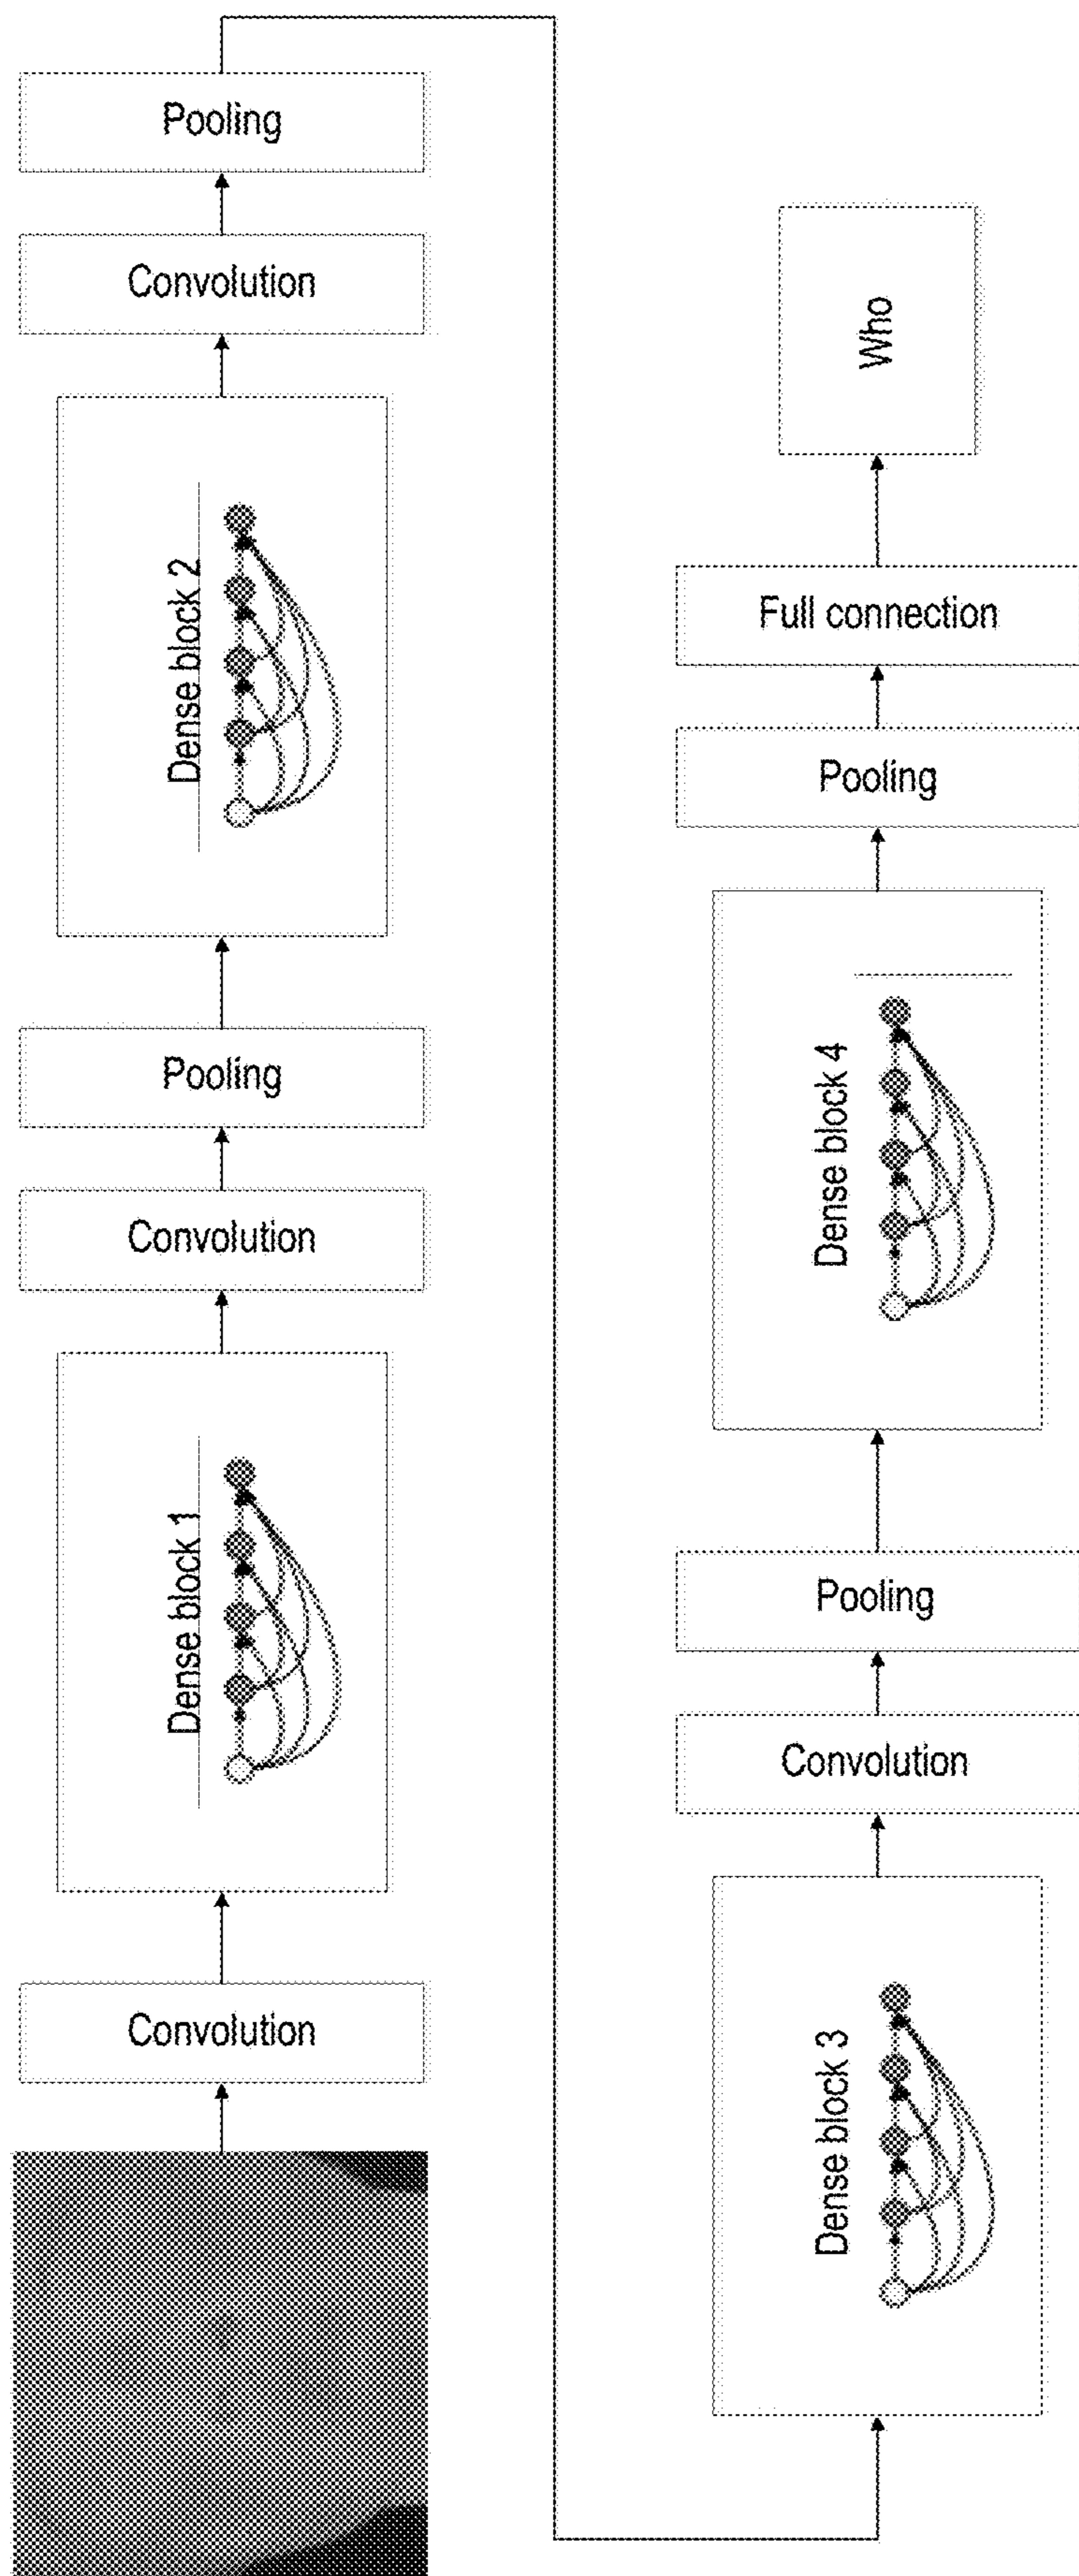 Convolution
Dense block 1
Convolution
Pooling
Dense block 2
Convolution
Pooling
Dense block 3
Convolution
Pooling
Dense block 4
Pooling
Full connection
Who